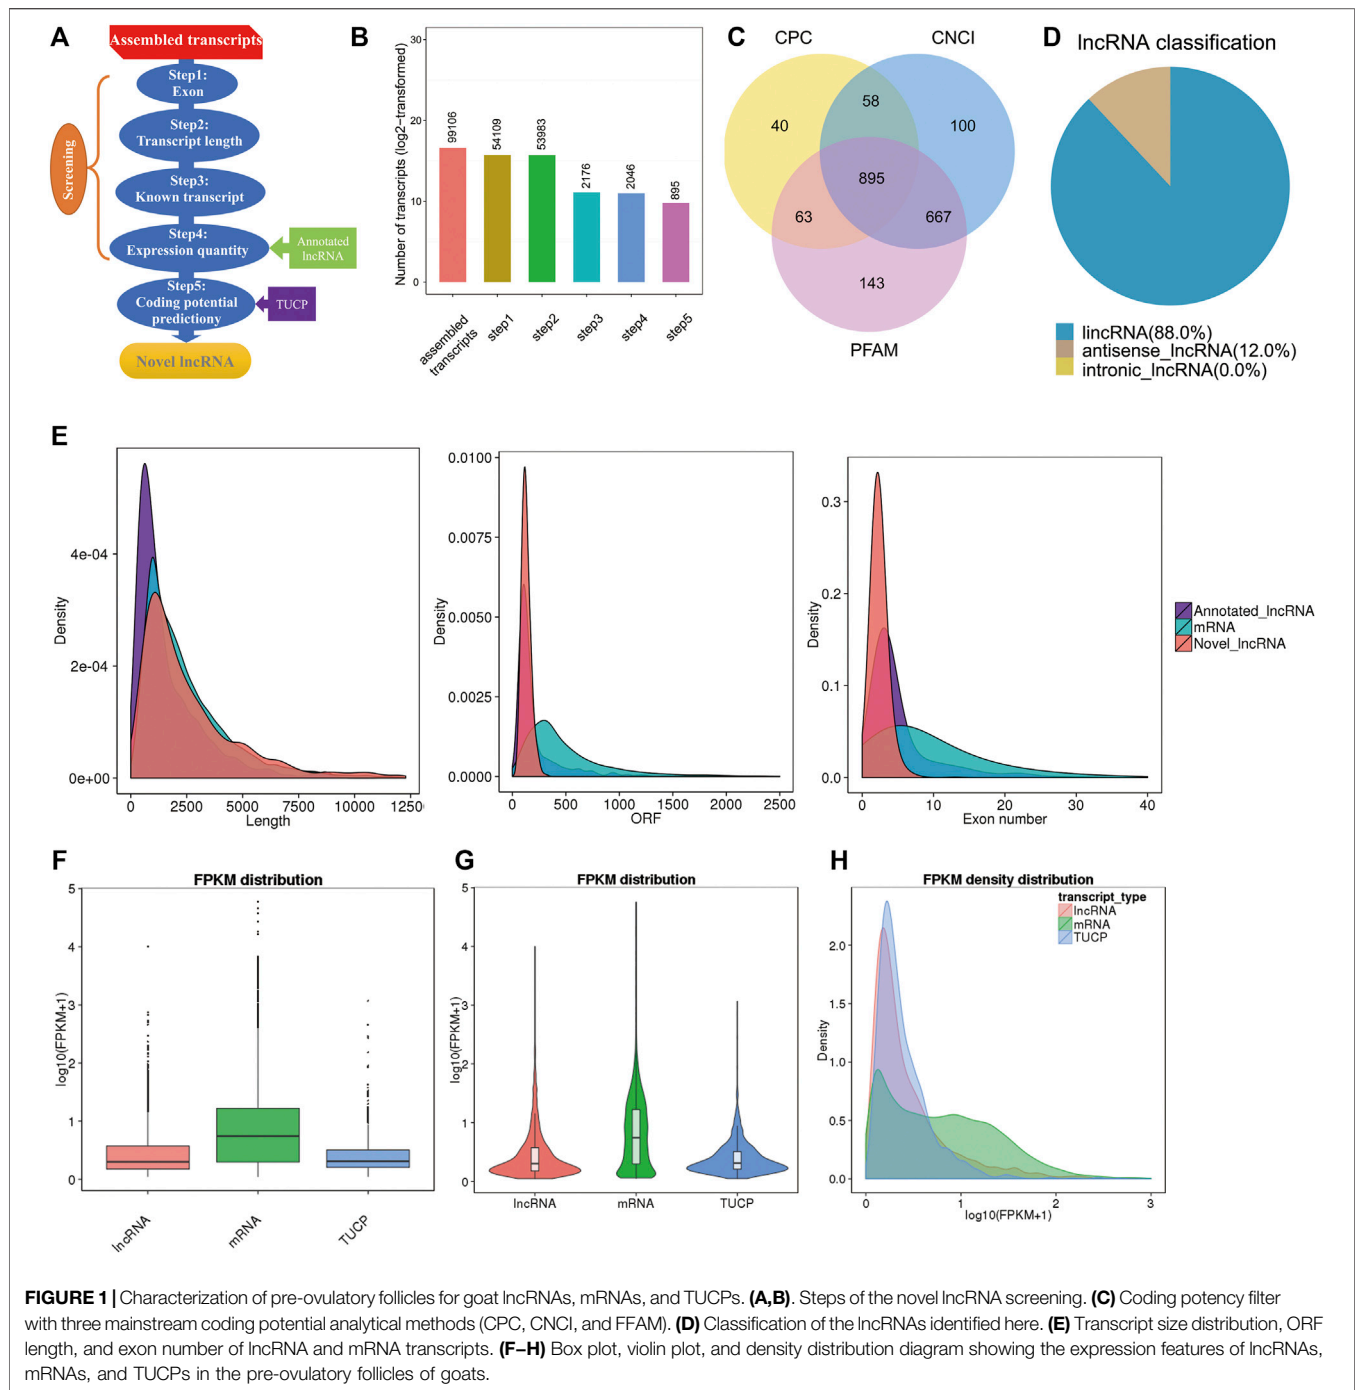 A
Assembled transcripts
Step1:
Exon
Step2:
Transcript length
Screening
Step3:
Known transcript
Step4:
Expression quantity
Annotated
lncRNA
Step5:
Coding potential
predictiony
TUCP
Novel lncRNA
B
Number of transcripts (log2-transformed)
30
20
10
0
99106
54109
53983
2176
2046
895
assembled
transcripts
step1
step2
step3
step4
step5
C
CPC
CNCI
58
40
100
895
63
667
143
PFAM
D
lncRNA classification
lincRNA(88.0%)
antisense_lncRNA(12.0%)
intronic_lncRNA(0.0%)
E
Density
4e-04
2e-04
0e+00
0 2500 5000 7500 10000 12500
Length
Density
0.0100
0.0075
0.0050
0.0025
0.0000
0 500 1000 1500 2000 2500
ORF
Density
0.3
0.2
0.1
0.0
0 10 20 30 40
Exon number
Annotated_lncRNA
mRNA
Novel_lncRNA
F
FPKM distribution
log10(FPKM+1)
5
4
3
2
1
0
lncRNA
mRNA
TUCP
G
FPKM distribution
log10(FPKM+1)
5
4
3
2
1
0
lncRNA mRNA TUCP
H
FPKM density distribution
transcript_type
lncRNA
mRNA
TUCP
Density
2.0
1.5
1.0
0.5
0.0
0 1 2 3
log10(FPKM+1)
FIGURE 1 | Characterization of pre-ovulatory follicles for goat lncRNAs, mRNAs, and TUCPs. (A,B). Steps of the novel lncRNA screening. (C) Coding potency filter
with three mainstream coding potential analytical methods (CPC, CNCI, and FFAM). (D) Classification of the lncRNAs identified here. (E) Transcript size distribution, ORF
length, and exon number of lncRNA and mRNA transcripts. (F–H) Box plot, violin plot, and density distribution diagram showing the expression features of lncRNAs,
mRNAs, and TUCPs in the pre-ovulatory follicles of goats.